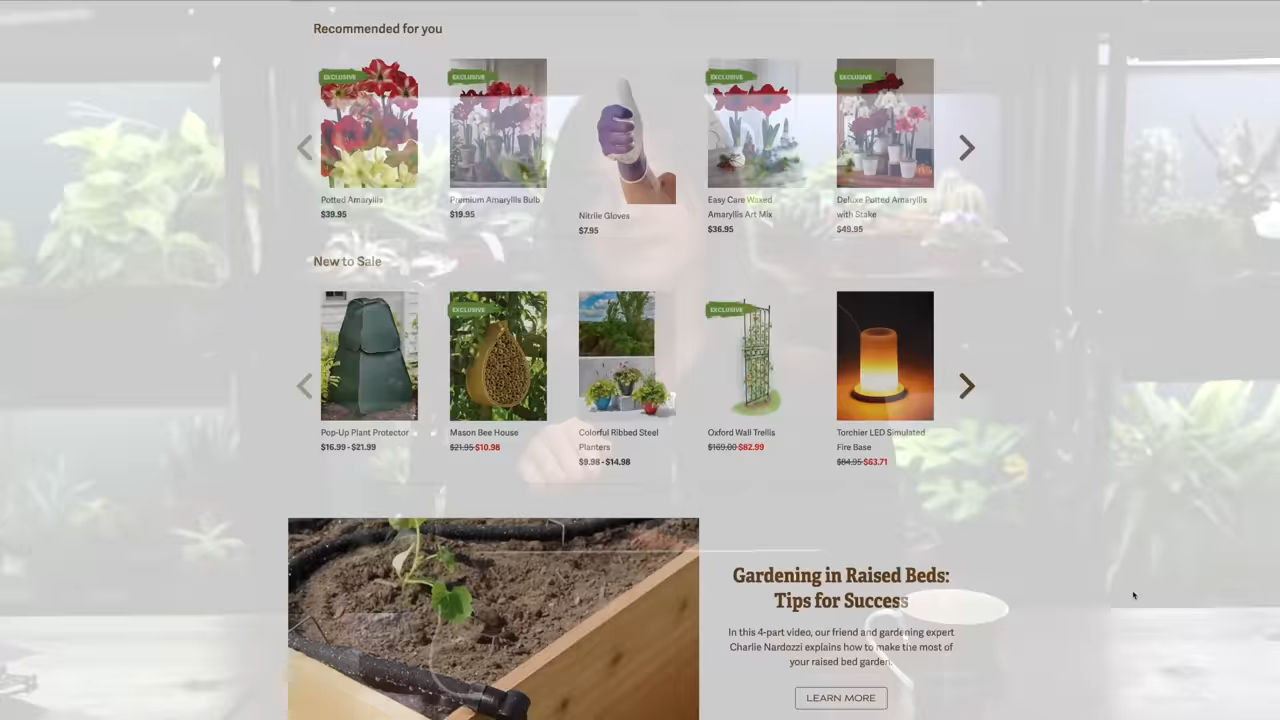 Recommended for you
EXCLUSIVE
EXCLUSIVE
EXCLUSIVE
EXCLUSIVE
Potted Amaryllis
$39.95
Premium Amaryllis Bulb
$19.95
Nitrile Gloves
$7.95
Easy Care Waxed
Amaryllis Art Mix
$36.95
Deluxe Potted Amaryllis
with Stake
$49.95
New to Sale
EXCLUSIVE
EXCLUSIVE
Pop-Up Plant Protector
$16.99 - $21.99
Mason Bee House
$21.95 $10.98
Colorful Ribbed Steel
Planters
$9.98 - $14.98
Oxford Wall Trellis
$169.00 $82.99
Torchier LED Simulated
Fire Base
$84.95 $63.71
Gardening in Raised Beds:
Tips for Success
In this 4-part video, our friend and gardening expert
Charlie Nardozzi explains how to make the most of
your raised bed garden.
LEARN MORE